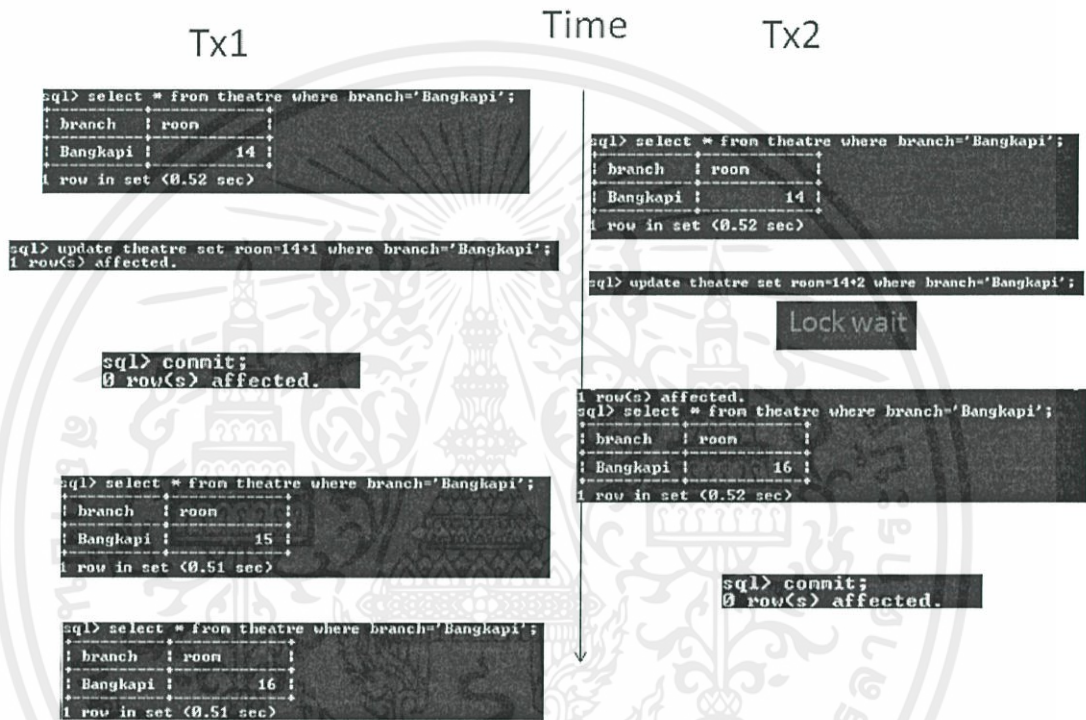 Time
Tx1
Tx2
sql> select * from theatre where branch='Bangkapi';
branch room
Bangkapi 14
1 row in set (0.52 sec)
sql> select * from theatre where branch='Bangkapi';
branch room
Bangkapi 14
1 row in set (0.52 sec)
sql> update theatre set room=14+1 where branch='Bangkapi';
1 row(s) affected.
sql> update theatre set room=14+2 where branch='Bangkapi';
Lock wait
sql> commit;
0 row(s) affected.
1 row(s) affected.
sql> select * from theatre where branch='Bangkapi';
branch room
Bangkapi 16
1 row in set (0.52 sec)
sql> select * from theatre where branch='Bangkapi';
branch room
Bangkapi 15
1 row in set (0.51 sec)
sql> commit;
0 row(s) affected.
sql> select * from theatre where branch='Bangkapi';
branch room
Bangkapi 16
1 row in set (0.51 sec)